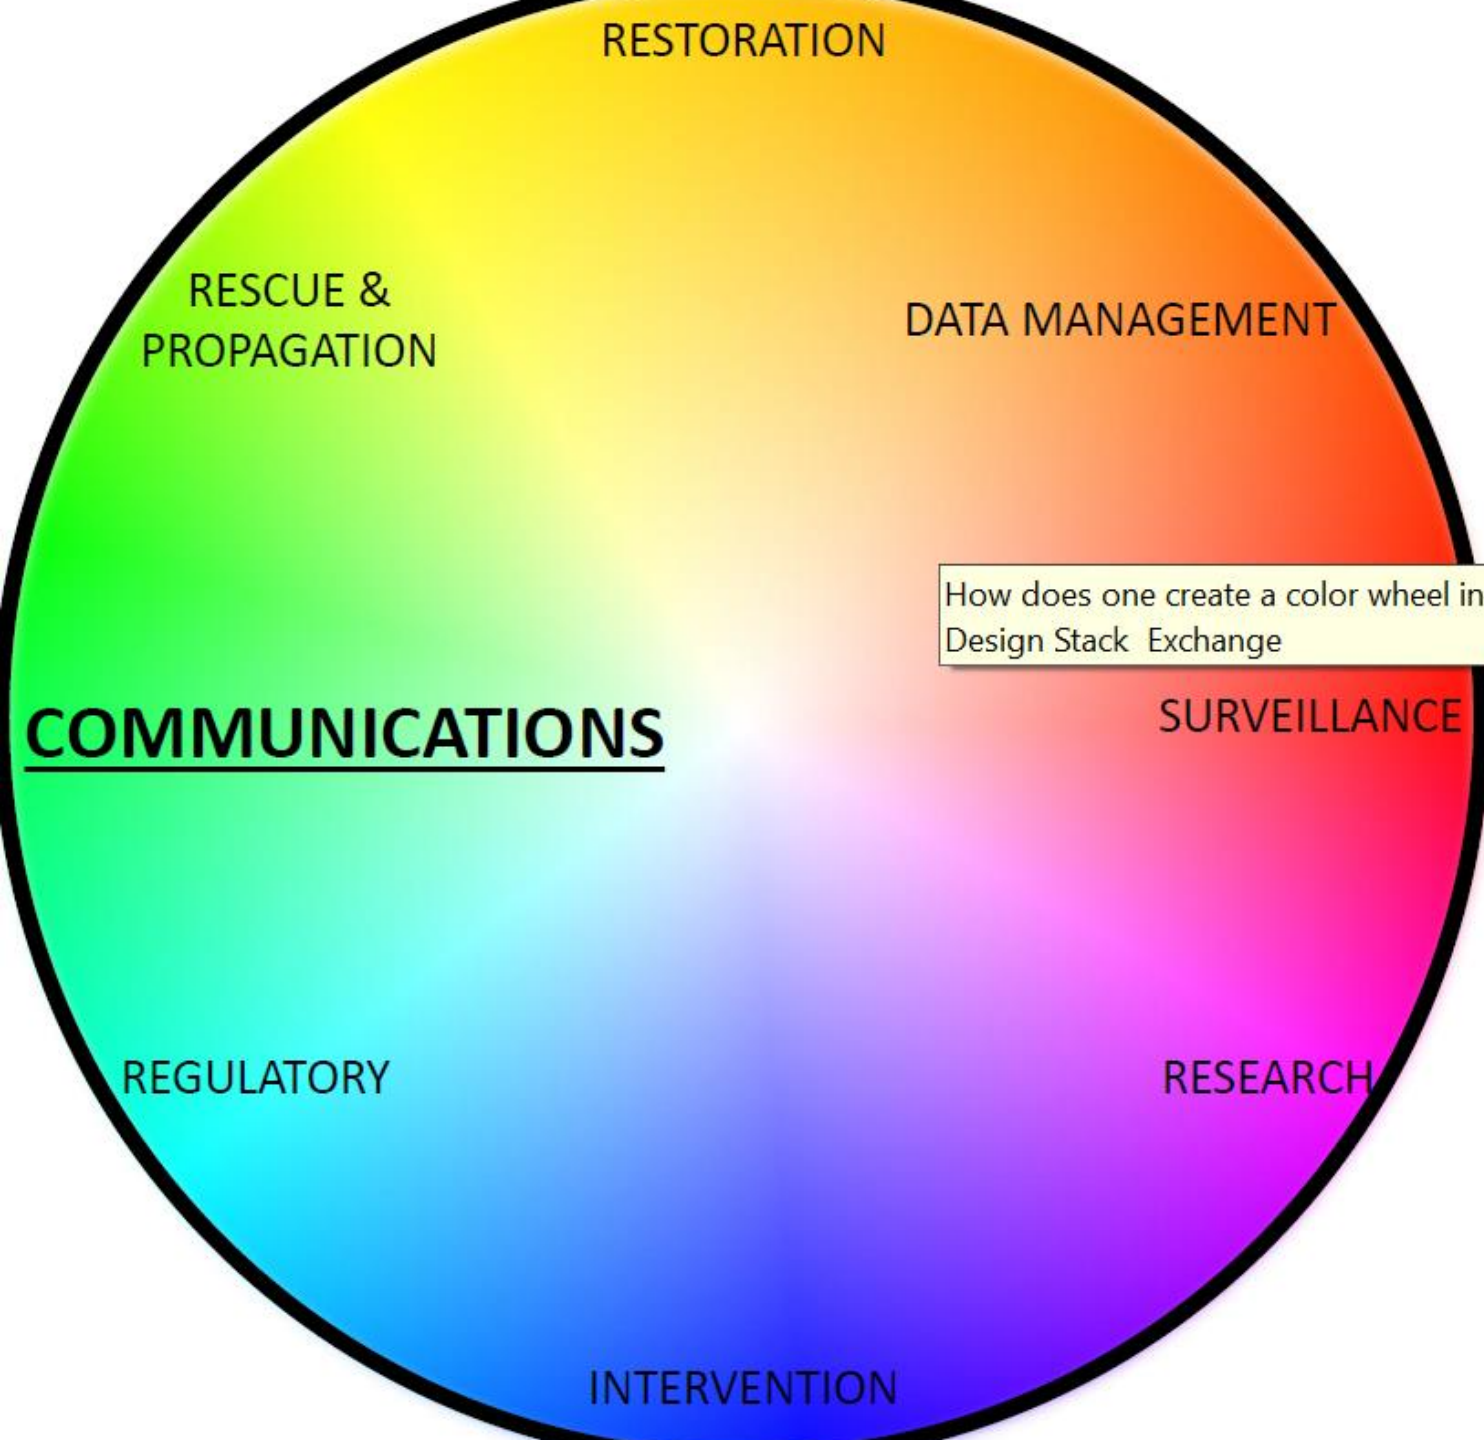 RESTORATION
RESCUE &
PROPAGATION
DATA MANAGEMENT
How does one create a color wheel in
Design Stack Exchange
COMMUNICATIONS
SURVEILLANCE
REGULATORY
RESEARCH
INTERVENTION